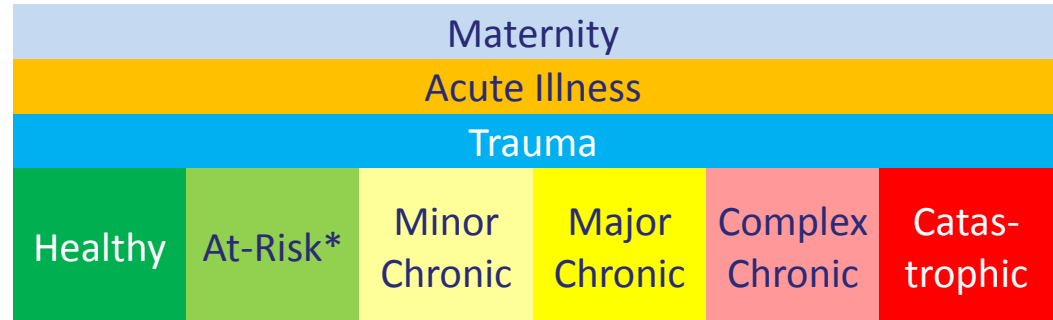 Maternity
Acute Illness
Trauma
Healthy
At-Risk*
Minor
Chronic
Major
Chronic
Complex
Chronic
Catas-
trophic